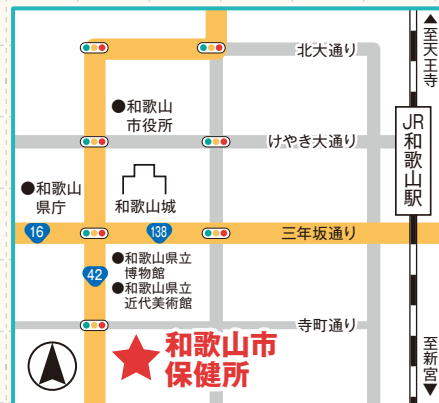 ▲至天王寺
北大通り
●和歌山
市役所
けやき大通り
JR和歌山駅
●和歌山
県庁
和歌山城
16
138
三年坂通り
●和歌山県立
博物館
42
●和歌山県立
近代美術館
寺町通り
★和歌山市
保健所
至新宮▼